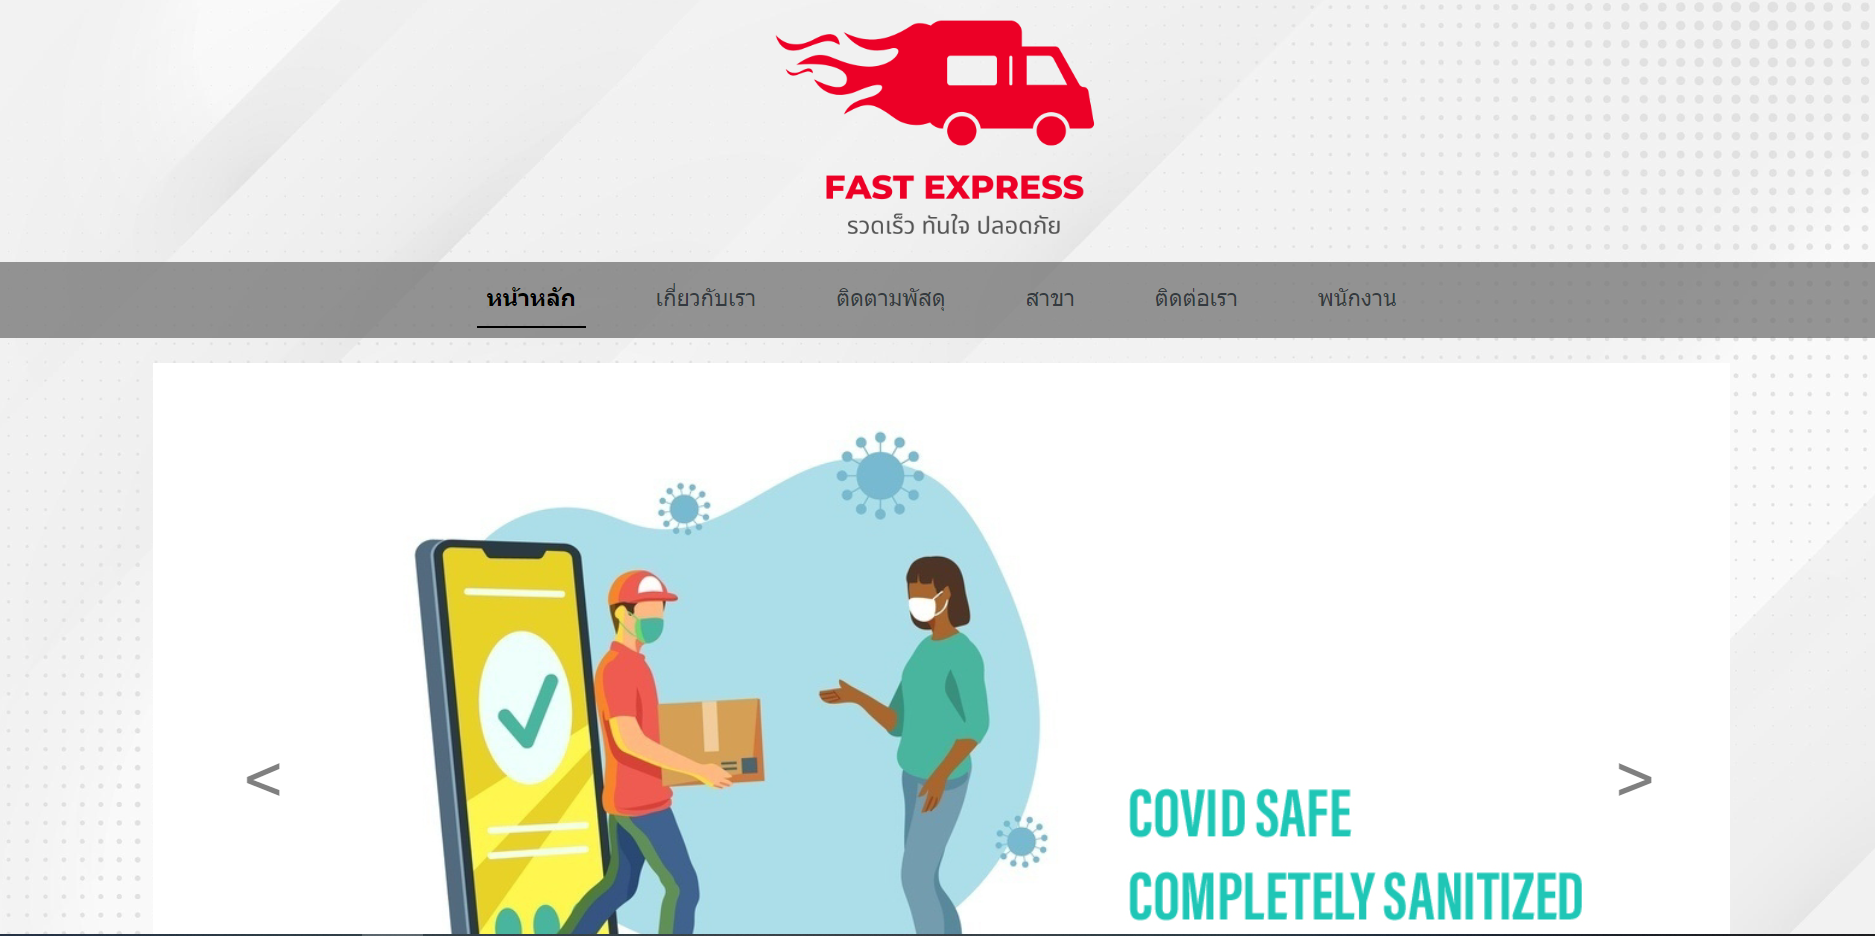 FAST EXPRESS
รวดเร็ว ทันใจ ปลอดภัย
หน้าหลัก เกี่ยวกับเรา ติดตามพัสดุ สาขา ติดต่อเรา พนักงาน
< >
COVID SAFE
COMPLETELY SANITIZED